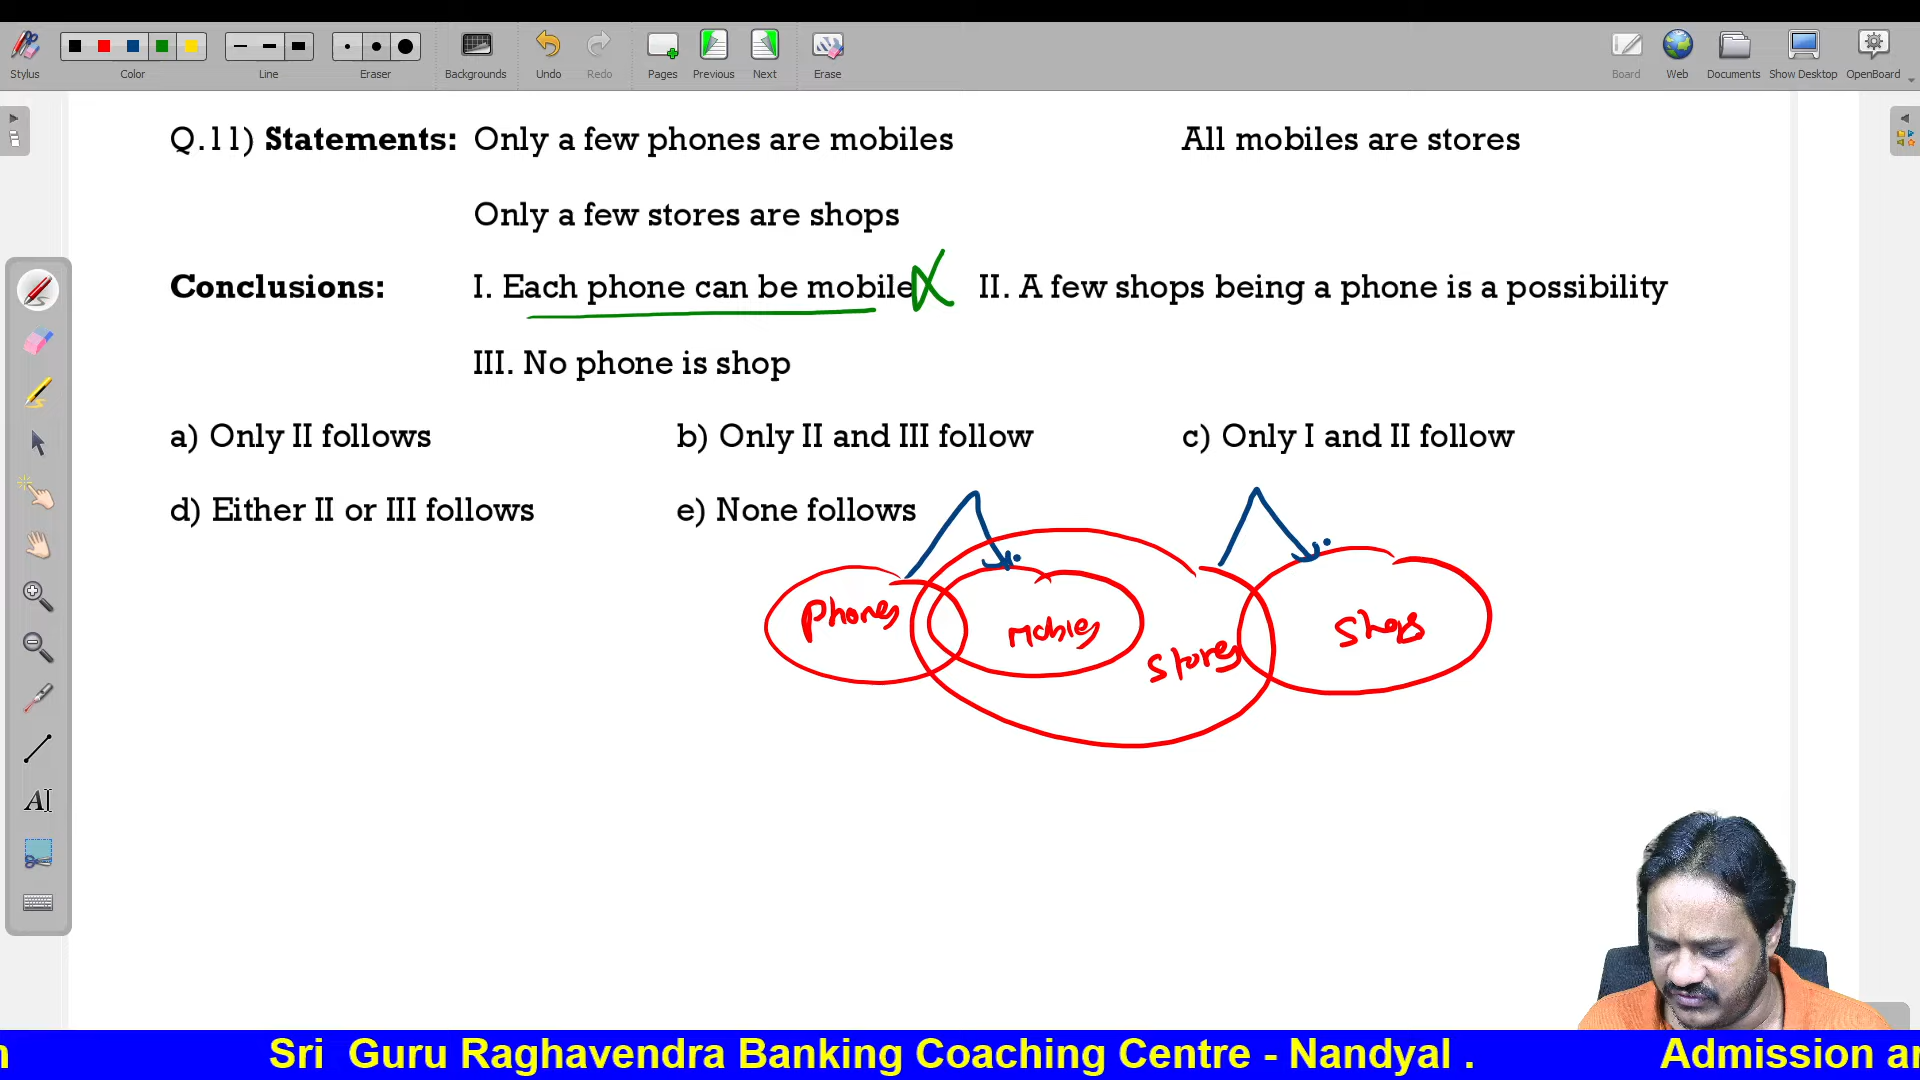 Stylus Color Line Eraser Backgrounds Undo Redo Pages Previous Next Erase Board Web Documents Show Desktop OpenBoard
Q.11) Statements: Only a few phones are mobiles All mobiles are stores
Only a few stores are shops
Conclusions: I. Each phone can be mobile II. A few shops being a phone is a possibility
III. No phone is shop
a) Only II follows b) Only II and III follow c) Only I and II follow
d) Either II or III follows e) None follows
Phones Mobiles Stores Shops
Sri Guru Raghavendra Banking Coaching Centre - Nandyal . Admission